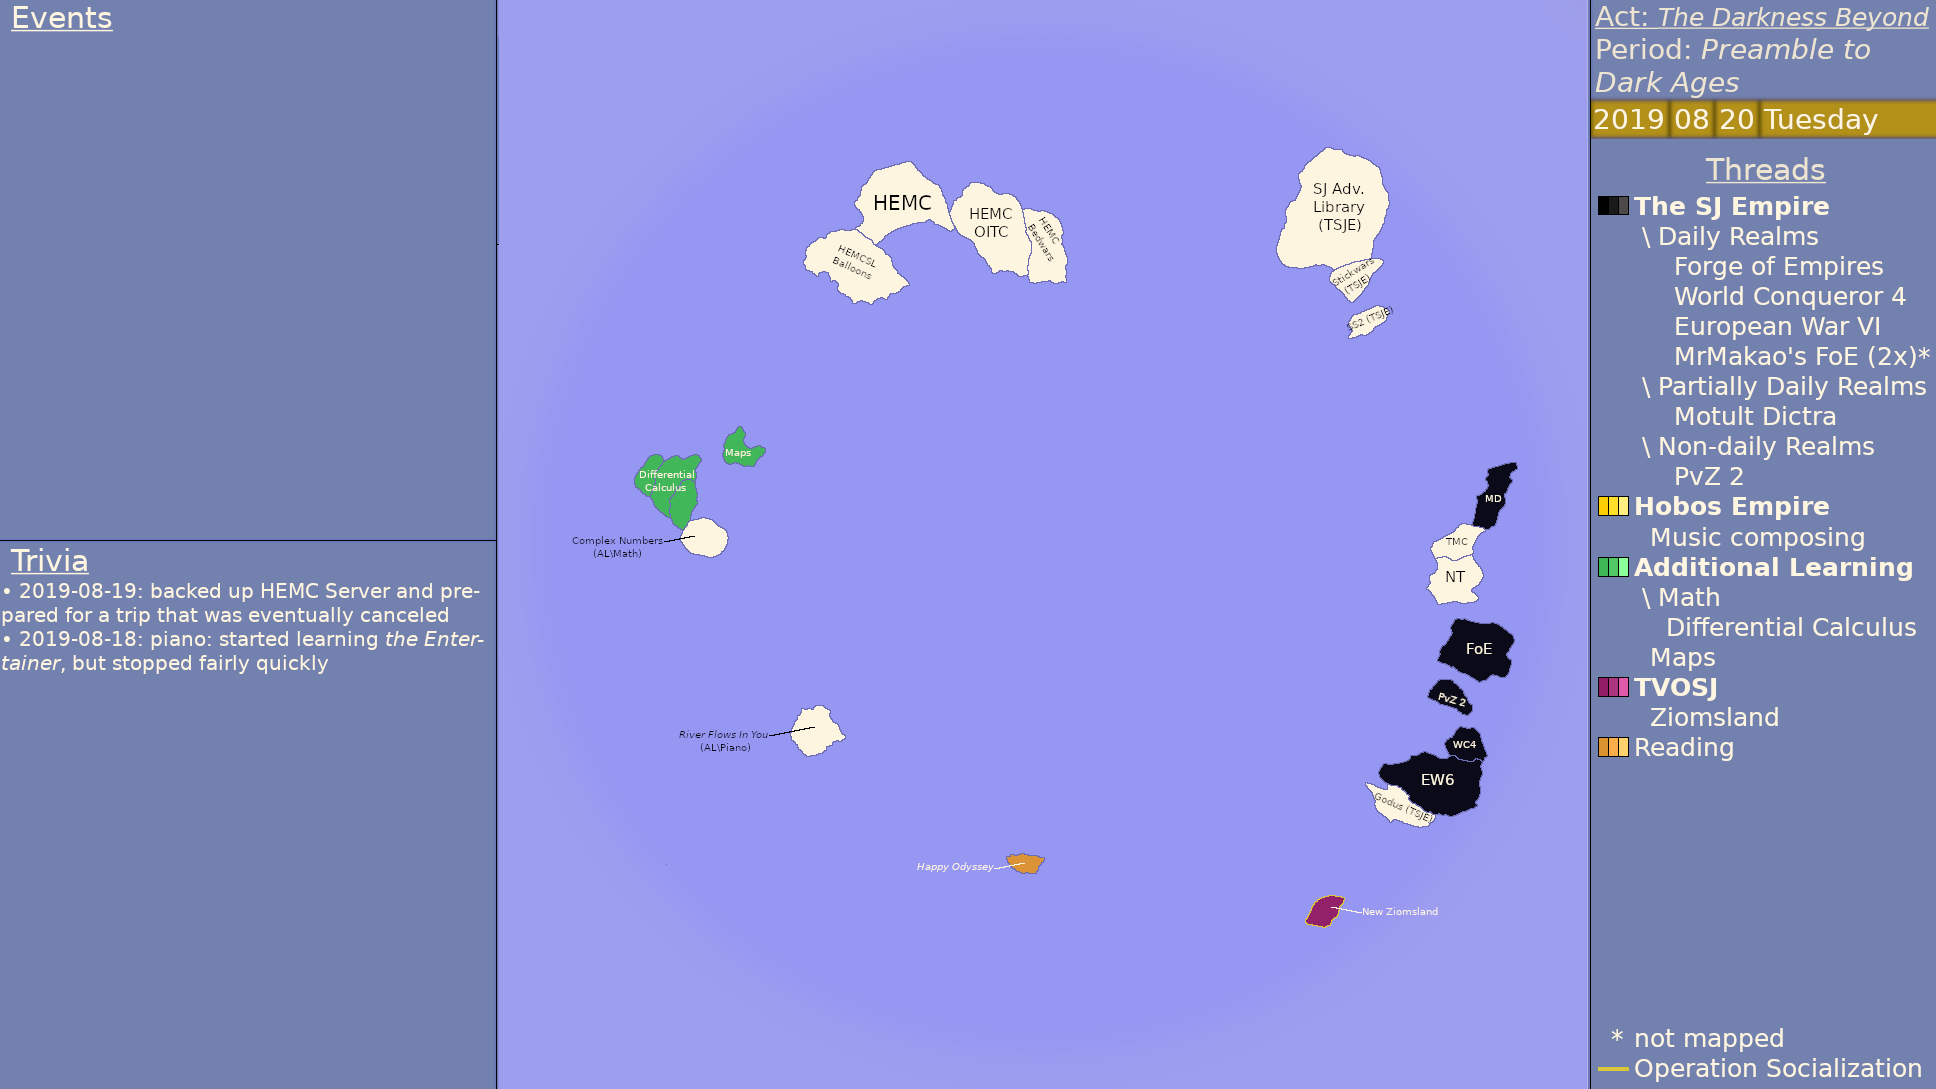 Events
Trivia
• 2019-08-19: backed up HEMC Server and pre-
pared for a trip that was eventually canceled
• 2019-08-18: piano: started learning the Enter-
tainer, but stopped fairly quickly
HEMC
HEMC
OITC
HEMC
Bedwars
HEMCSL
Balloons
SJ Adv.
Library
(TSJE)
Stickwars
(TSJE)
(TSJE)
Maps
Differential
Calculus
Complex Numbers
(AL\Math)
MD
TMC
NT
FoE
PvZ 2
WC4
EW6
Godus (TSJE)
River Flows In You
(AL\Piano)
Happy Odyssey
New Ziomsland
Act: The Darkness Beyond
Period: Preamble to
Dark Ages
2019 08 20 Tuesday
Threads
The SJ Empire
\ Daily Realms
Forge of Empires
World Conqueror 4
European War VI
MrMakao's FoE (2x)*
\ Partially Daily Realms
Motult Dictra
\ Non-daily Realms
PvZ 2
Hobos Empire
Music composing
Additional Learning
\ Math
Differential Calculus
Maps
TVOSJ
Ziomsland
Reading
* not mapped
Operation Socialization